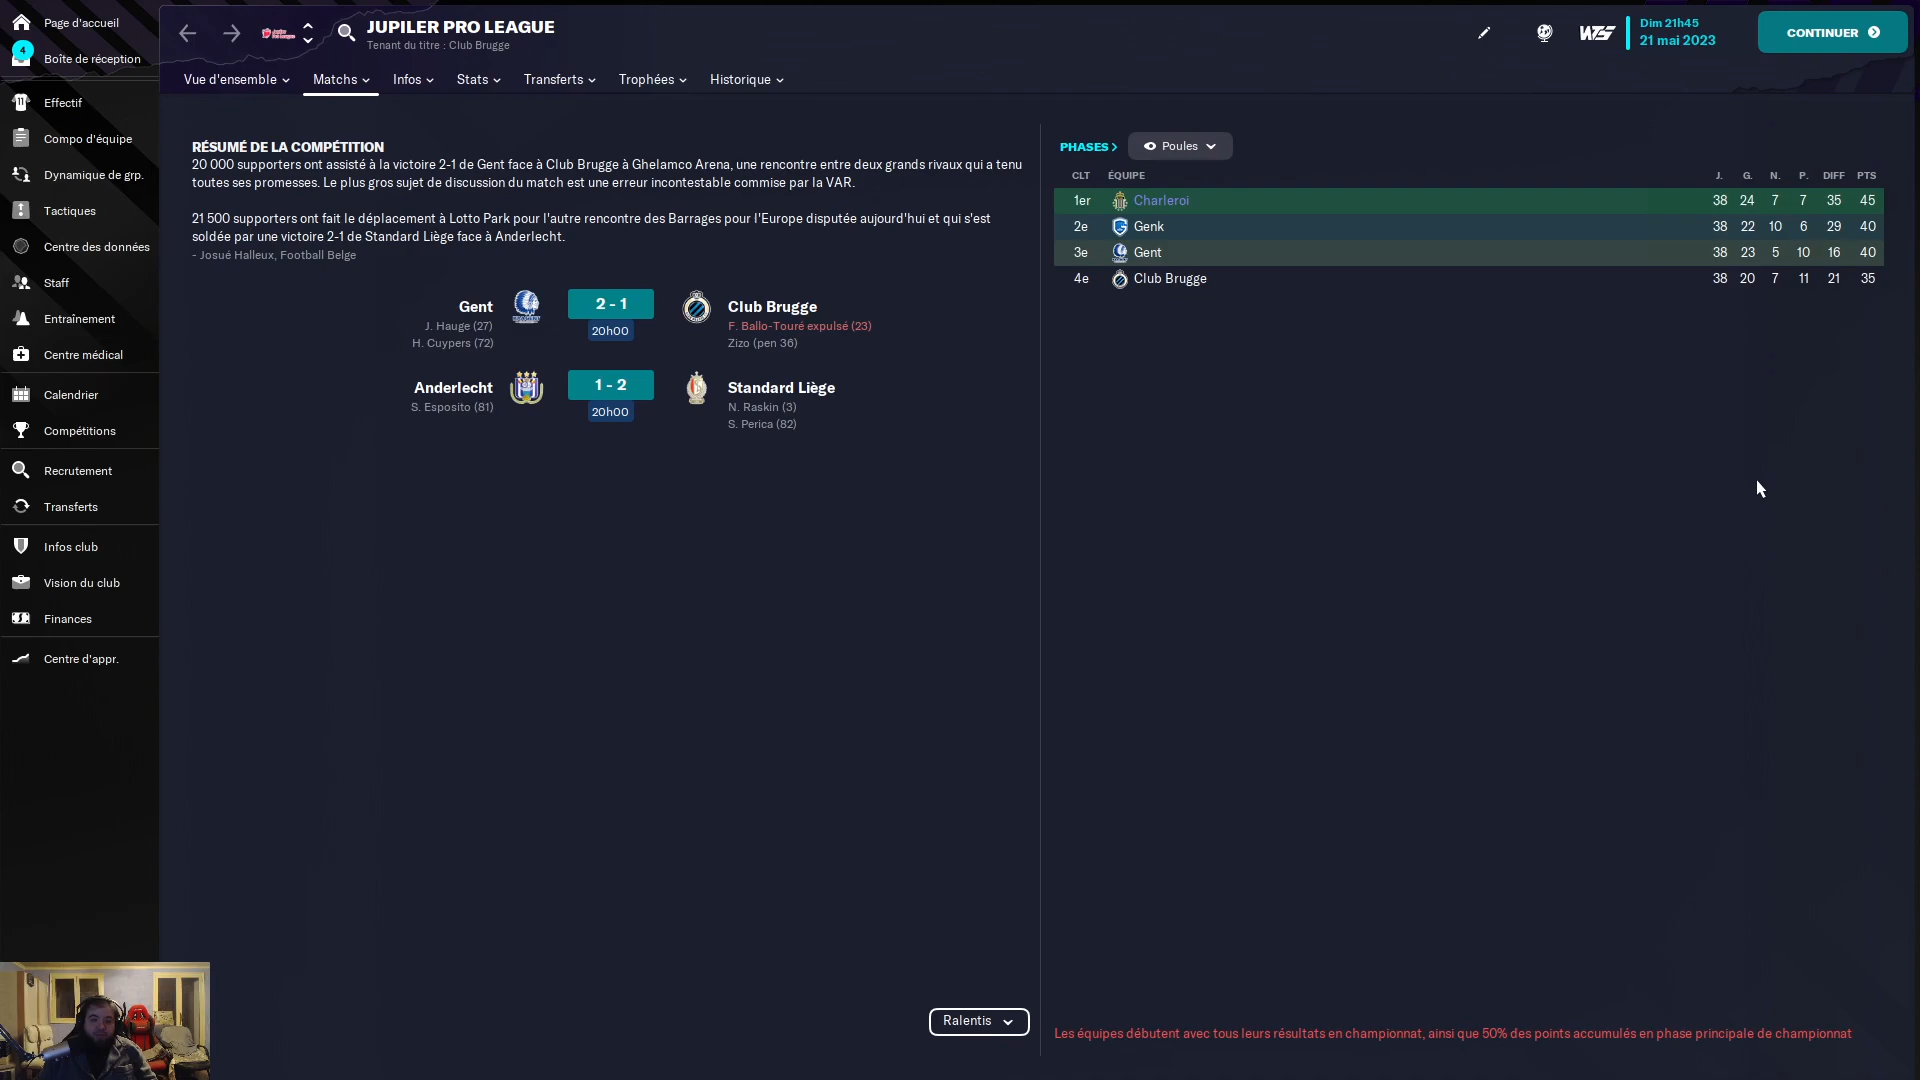 Page d'accueil
4
Boîte de réception
Effectif
Compo d'équipe
Dynamique de grp.
Tactiques
Centre des données
Staff
Entraînement
Centre médical
Calendrier
Compétitions
Recrutement
Transferts
Infos club
Vision du club
Finances
Centre d'appr.
JUPILER PRO LEAGUE
Tenant du titre : Club Brugge
Dim 21h45
21 mai 2023
CONTINUER
Vue d'ensemble Matchs Infos Stats Transferts Trophées Historique
RÉSUMÉ DE LA COMPÉTITION
20 000 supporters ont assisté à la victoire 2-1 de Gent face à Club Brugge à Ghelamco Arena, une rencontre entre deux grands rivaux qui a tenu
toutes ses promesses. Le plus gros sujet de discussion du match est une erreur incontestable commise par la VAR.
21 500 supporters ont fait le déplacement à Lotto Park pour l'autre rencontre des Barrages pour l'Europe disputée aujourd'hui et qui s'est
soldée par une victoire 2-1 de Standard Liège face à Anderlecht.
- Josué Halleux, Football Belge
Gent 2 - 1 Club Brugge
J. Hauge (27) 20h00 F. Ballo-Touré expulsé (23)
H. Cuypers (72) Zizo (pen 36)
Anderlecht 1 - 2 Standard Liège
S. Esposito (81) 20h00 N. Raskin (3)
S. Perica (82)
Ralentis
PHASES Poules
CLT ÉQUIPE J. G. N. P. DIFF PTS
1er Charleroi 38 24 7 7 35 45
2e Genk 38 22 10 6 29 40
3e Gent 38 23 5 10 16 40
4e Club Brugge 38 20 7 11 21 35
Les équipes débutent avec tous leurs résultats en championnat, ainsi que 50% des points accumulés en phase principale de championnat